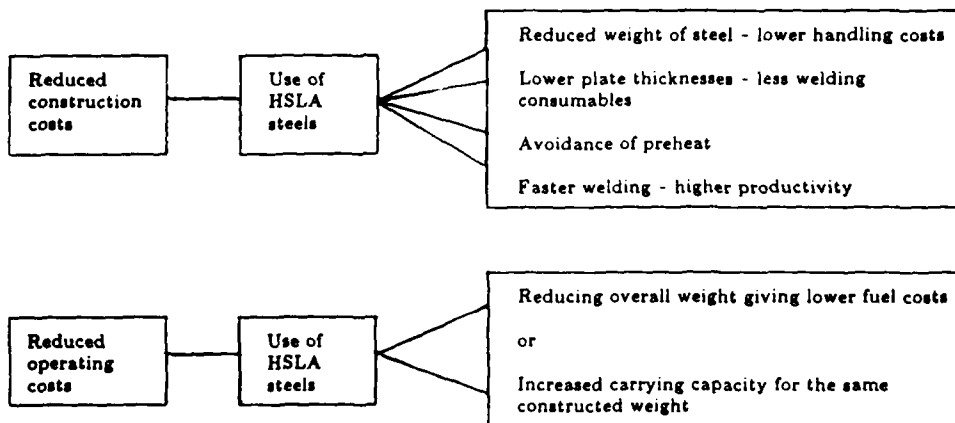 Reduced
construction
costs
Use of
HSLA
steels
Reduced weight of steel - lower handling costs
Lower plate thicknesses - less welding
consumables
Avoidance of preheat
Faster welding - higher productivity
Reduced
operating
costs
Use of
HSLA
steels
Reducing overall weight giving lower fuel costs
or
Increased carrying capacity for the same
constructed weight